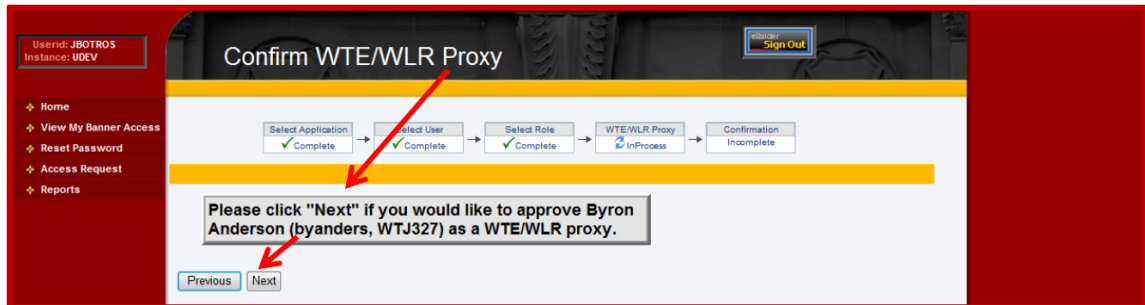 Userid: JBOTROS
Instance: UDEV
Confirm WTE/WLR Proxy
eRaider
Sign Out
Home
View My Banner Access
Reset Password
Access Request
Reports
Select Application
Complete
Select User
Complete
Select Role
Complete
WTE/WLR Proxy
InProcess
Confirmation
Incomplete
Please click "Next" if you would like to approve Byron
Anderson (byanders, WTJ327) as a WTE/WLR proxy.
Previous
Next